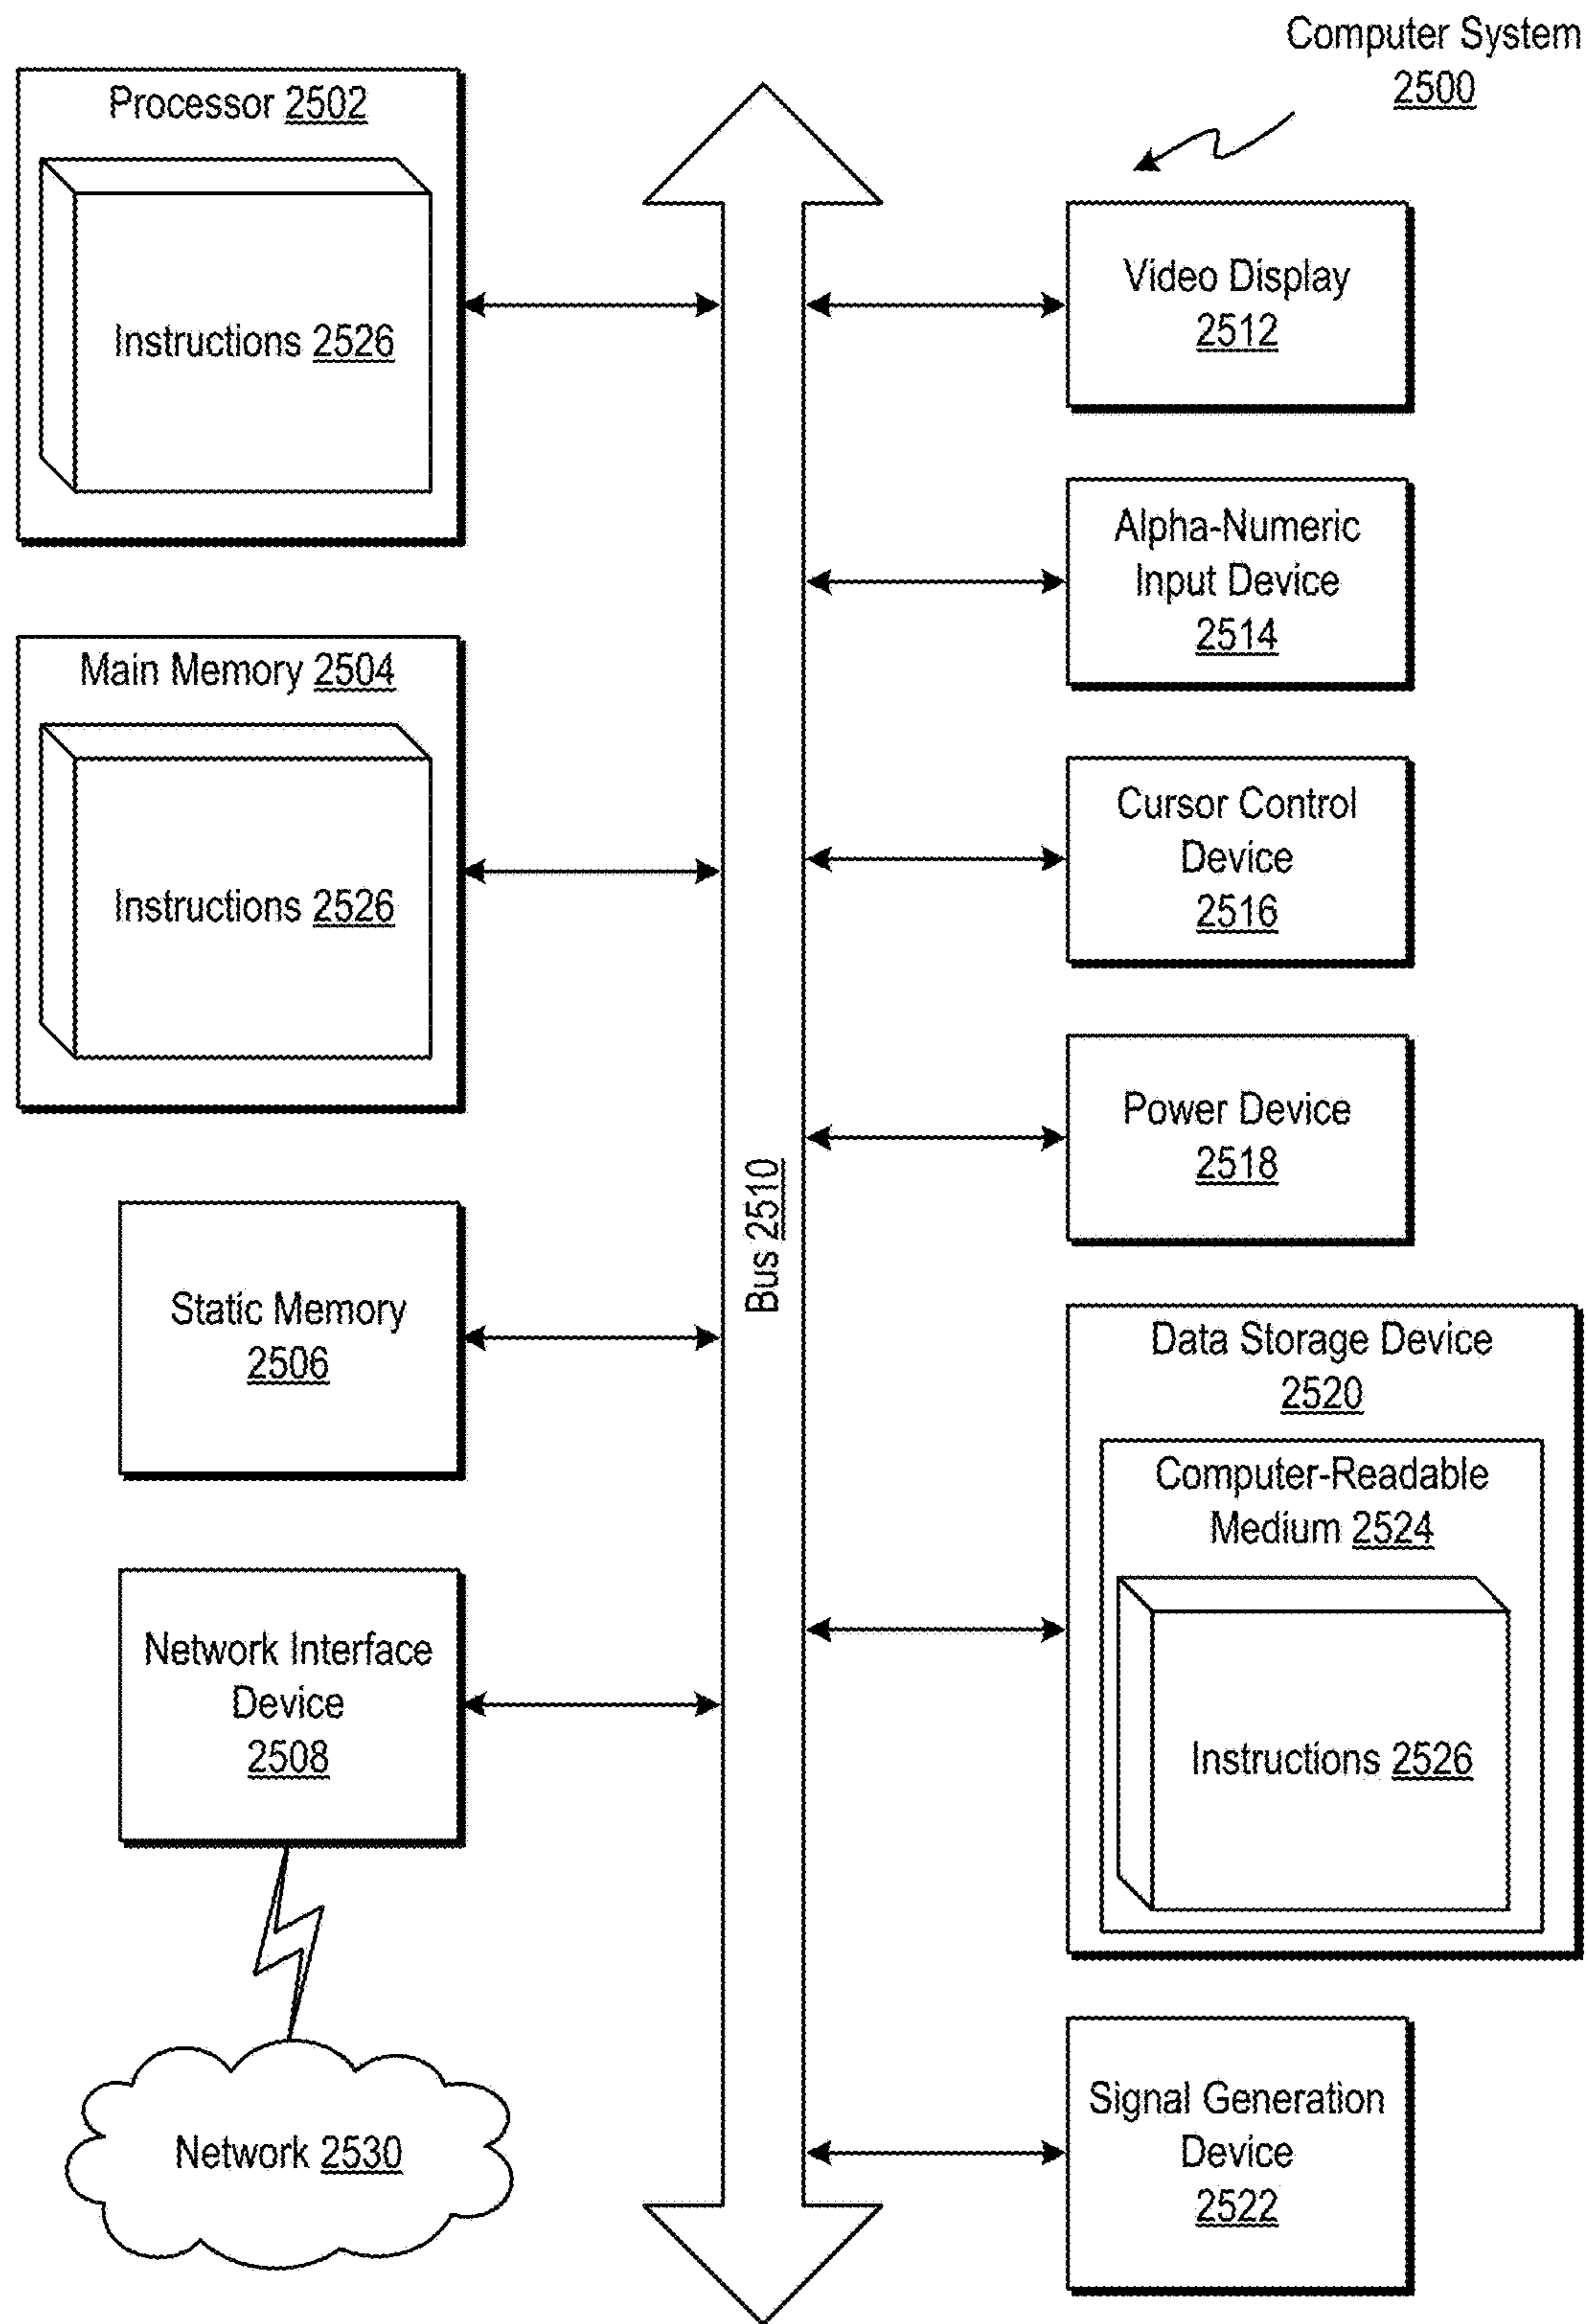 Computer System
2500
Processor 2502
Instructions 2526
Main Memory 2504
Instructions 2526
Static Memory
2506
Network Interface
Device
2508
Network 2530
Bus 2510
Video Display
2512
Alpha-Numeric
Input Device
2514
Cursor Control
Device
2516
Power Device
2518
Data Storage Device
2520
Computer-Readable
Medium 2524
Instructions 2526
Signal Generation
Device
2522